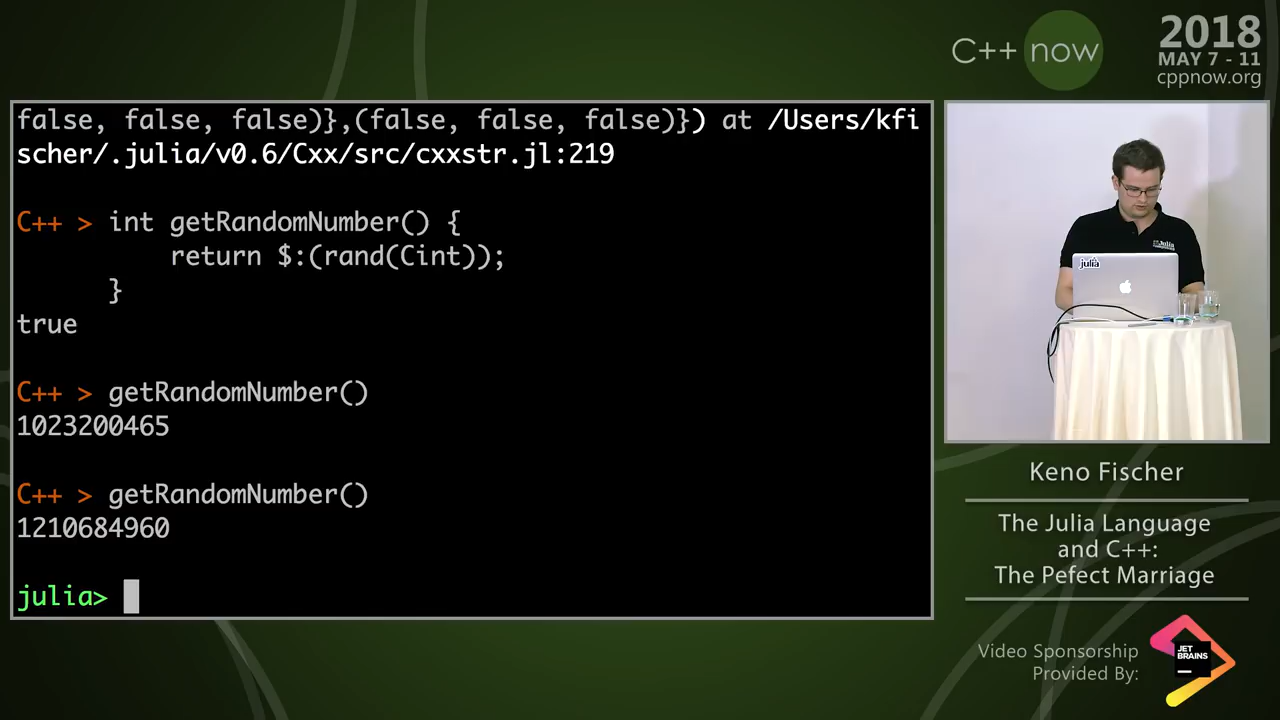 C++ now
2018
MAY 7 - 11
cppnow.org
false, false, false)},(false, false, false)}) at /Users/kfi
scher/.julia/v0.6/Cxx/src/cxxstr.jl:219
C++ > int getRandomNumber() {
return $:(rand(Cint));
}
true
C++ > getRandomNumber()
1023200465
C++ > getRandomNumber()
1210684960
julia>
julia
Keno Fischer
The Julia Language
and C++:
The Pefect Marriage
Video Sponsorship
Provided By:
JET
BRAINS